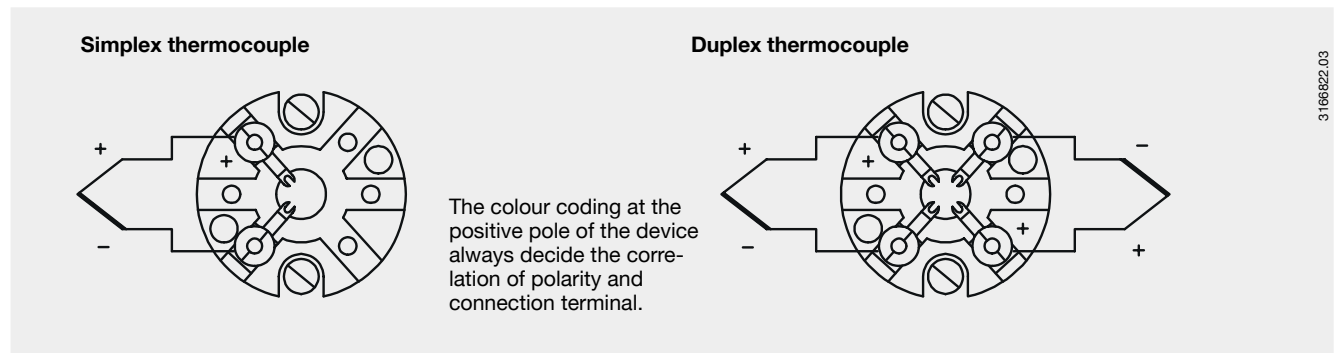 Simplex thermocouple
Duplex thermocouple
3166822.03
+
+
–
The colour coding at the
positive pole of the device
always decide the corre-
lation of polarity and
connection terminal.
+
+
–
–
+
+